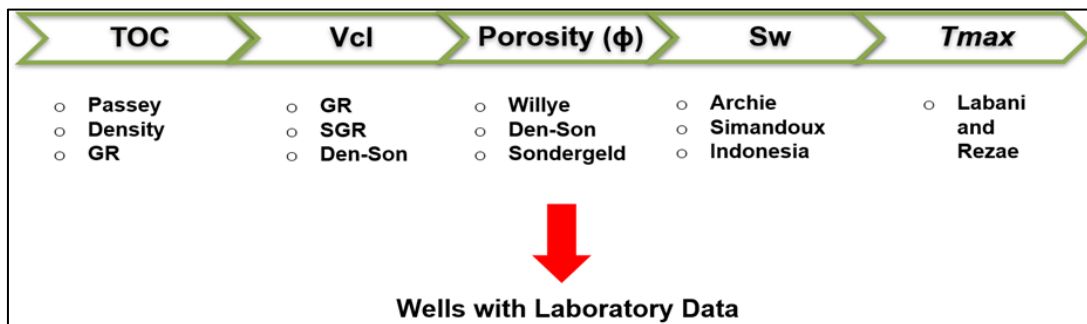 TOC
Vcl
Porosity (ϕ)
Sw
Tmax
○ Passey
○ Density
○ GR
○ GR
○ SGR
○ Den-Son
○ Willye
○ Den-Son
○ Sondergeld
○ Archie
○ Simandoux
○ Indonesia
○ Labani
and
Rezae
Wells with Laboratory Data